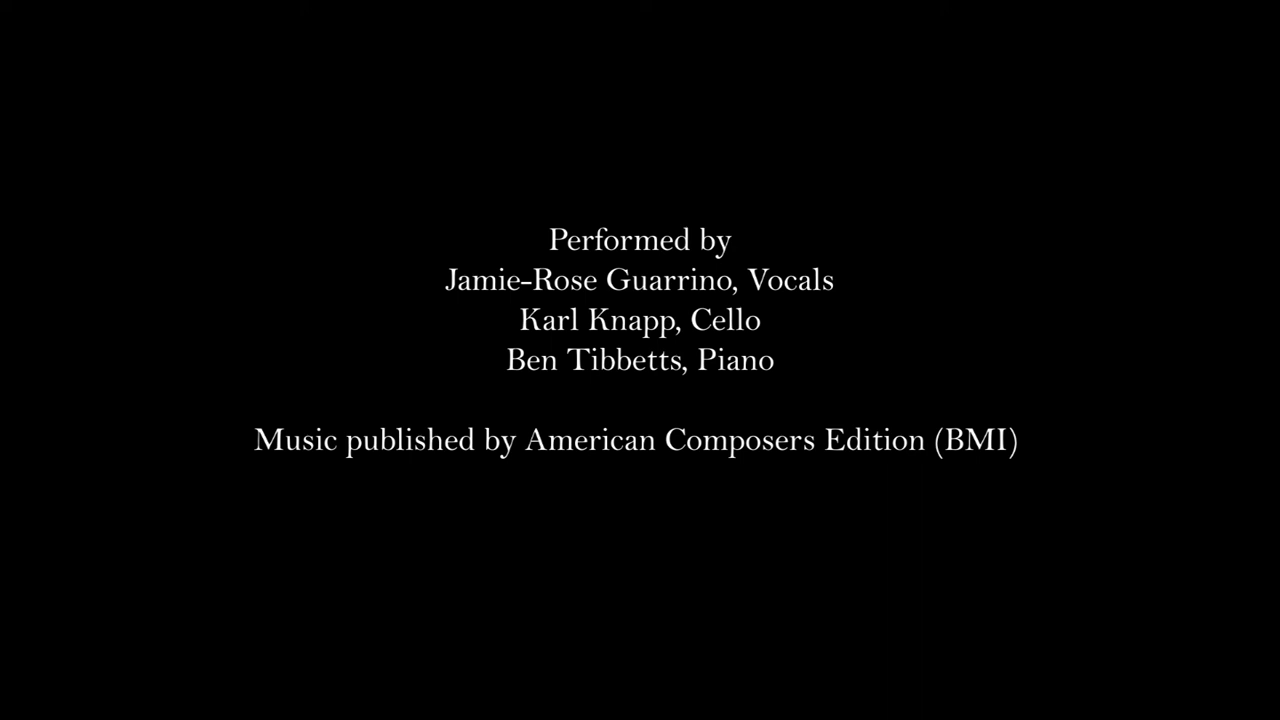 Performed by
Jamie-Rose Guarrino, Vocals
Karl Knapp, Cello
Ben Tibbetts, Piano
Music published by American Composers Edition (BMI)